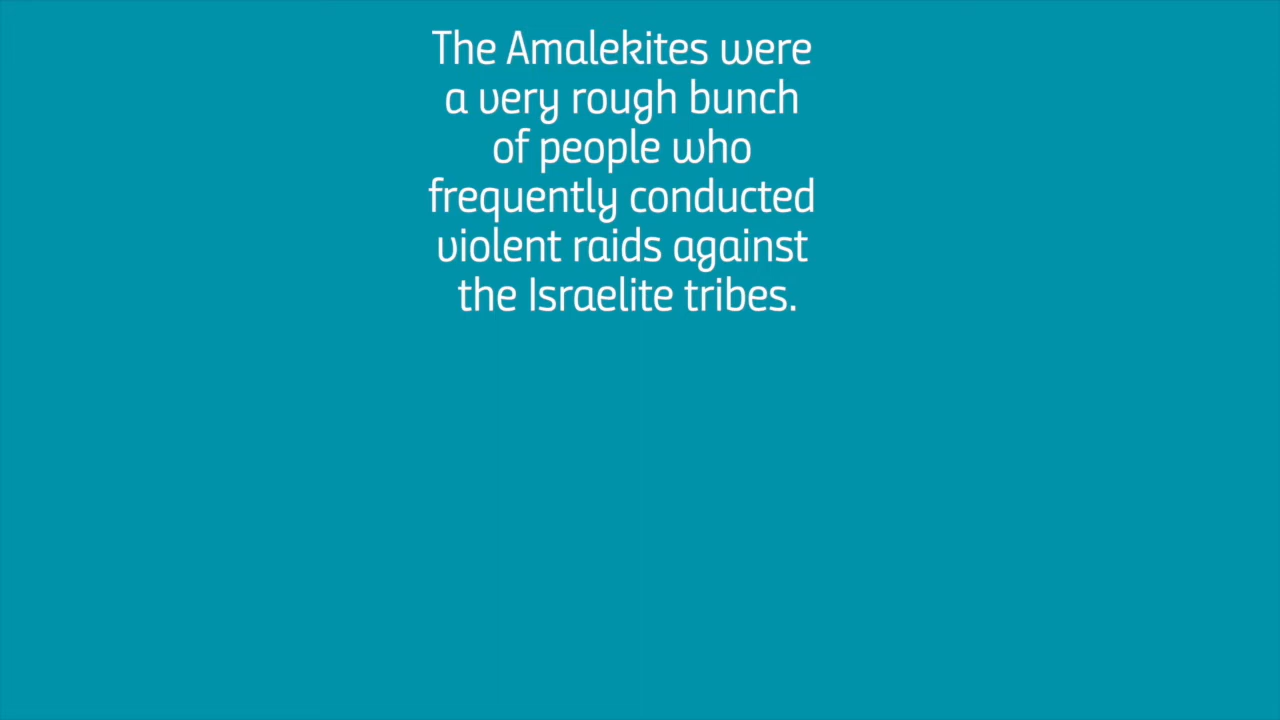 The Amalekites were
a very rough bunch
of people who
frequently conducted
violent raids against
the Israelite tribes.